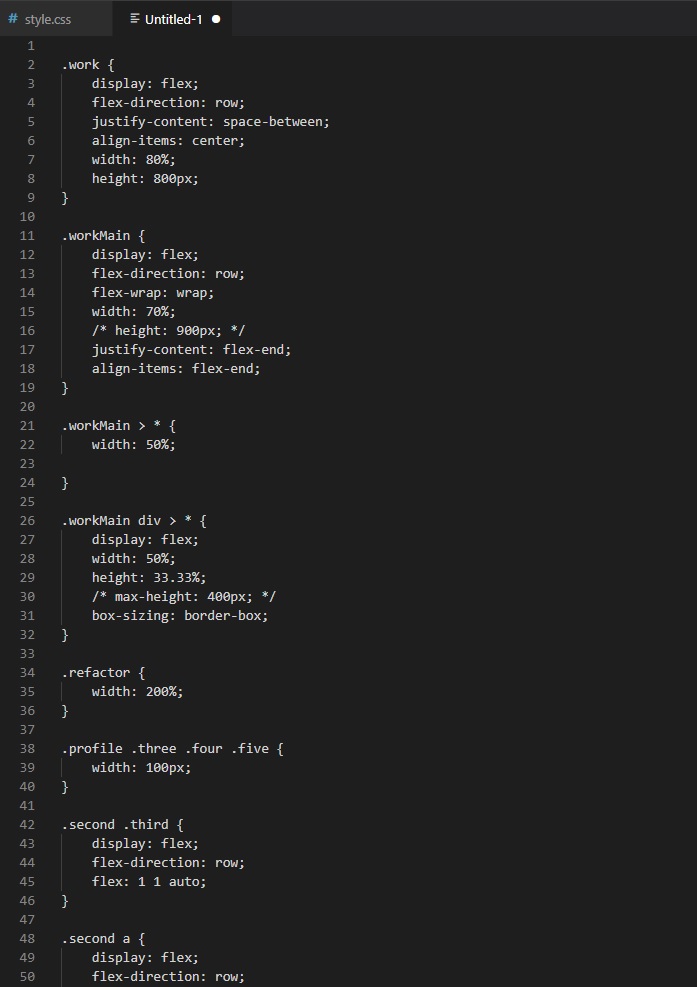 # style.css
Untitled-1
1
2 .work {
3 display: flex;
4 flex-direction: row;
5 justify-content: space-between;
6 align-items: center;
7 width: 80%;
8 height: 800px;
9 }
10
11 .workMain {
12 display: flex;
13 flex-direction: row;
14 flex-wrap: wrap;
15 width: 70%;
16 /* height: 900px; */
17 justify-content: flex-end;
18 align-items: flex-end;
19 }
20
21 .workMain > * {
22 width: 50%;
23
24 }
25
26 .workMain div > * {
27 display: flex;
28 width: 50%;
29 height: 33.33%;
30 /* max-height: 400px; */
31 box-sizing: border-box;
32 }
33
34 .refactor {
35 width: 200%;
36 }
37
38 .profile .three .four .five {
39 width: 100px;
40 }
41
42 .second .third {
43 display: flex;
44 flex-direction: row;
45 flex: 1 1 auto;
46 }
47
48 .second a {
49 display: flex;
50 flex-direction: row;